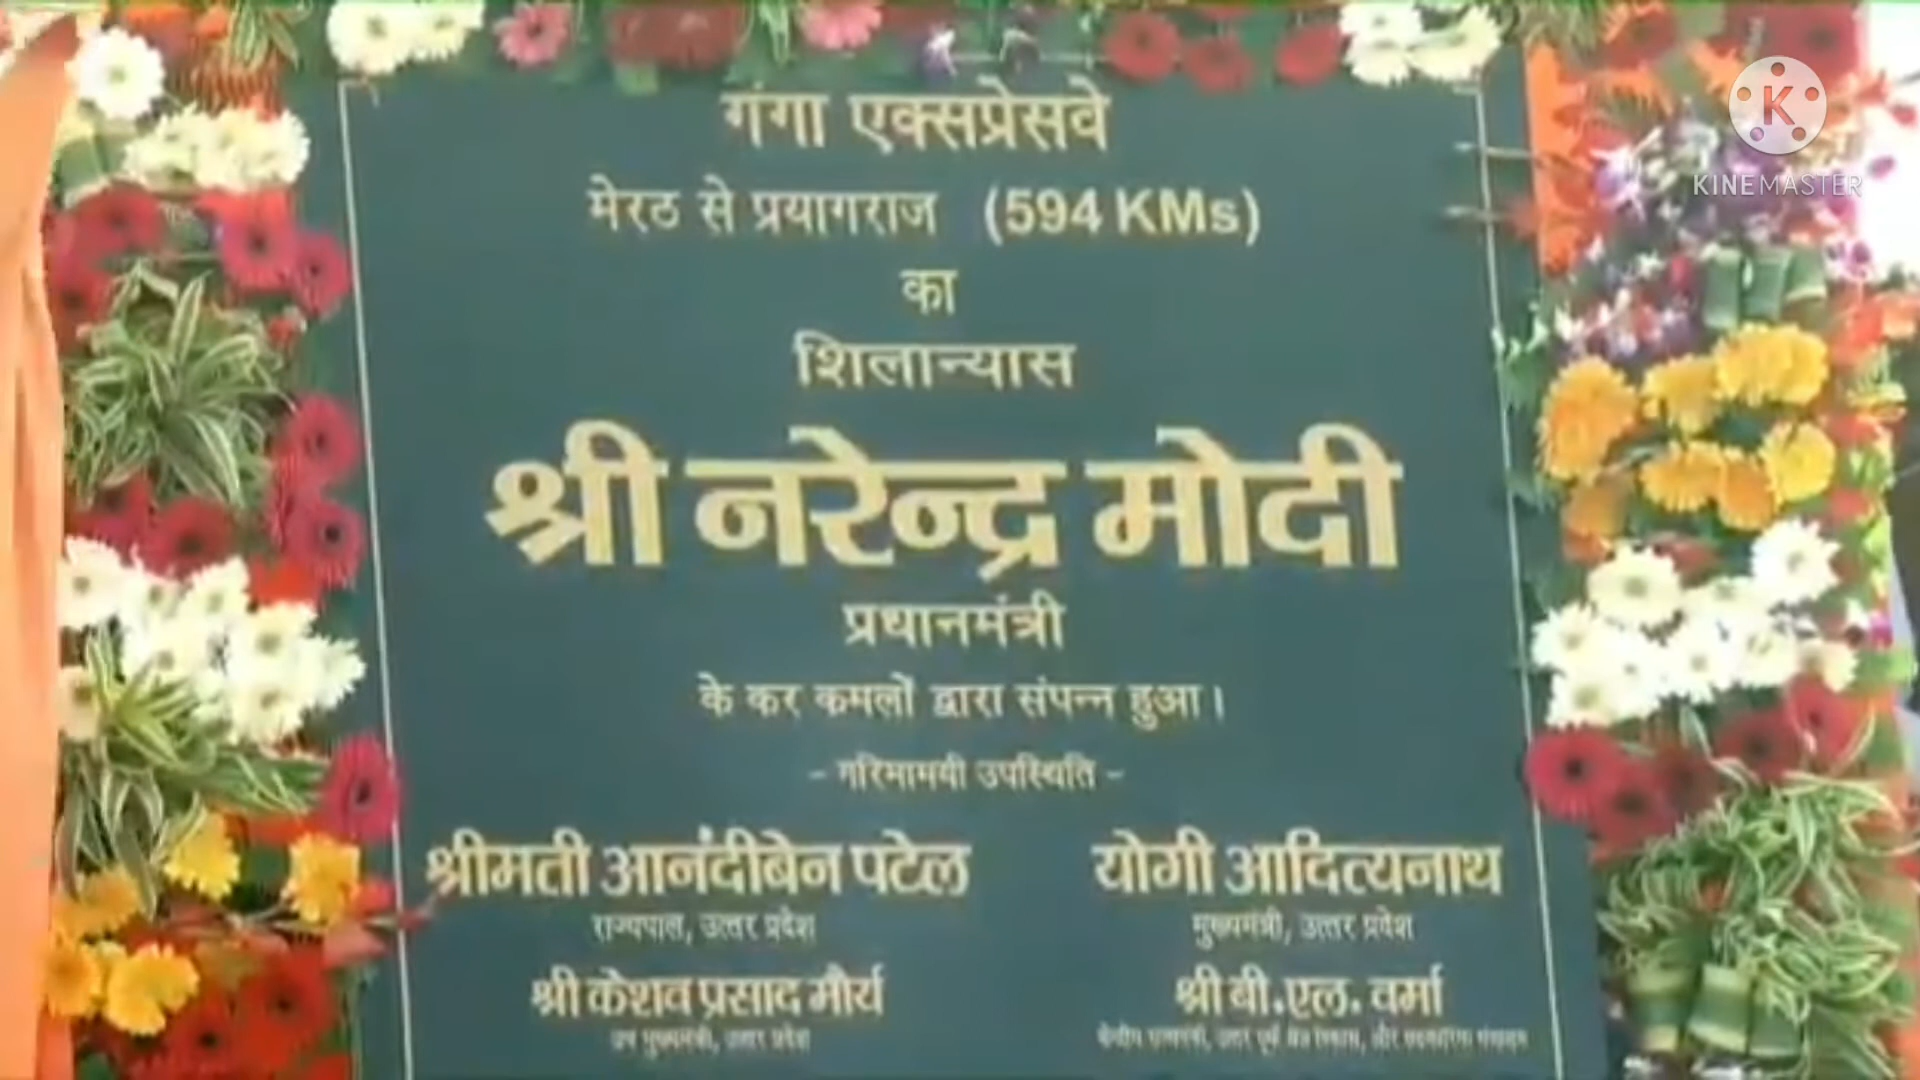 गंगा एक्सप्रेसवे
मेरठ से प्रयागराज (594 KMs)
का
शिलान्यास
श्री नरेन्द्र मोदी
प्रधानमंत्री
के कर कमलों द्वारा संपन्न हुआ।
- गरिमामयी उपस्थिति -
श्रीमती आनंदीबेन पटेल
राज्यपाल, उत्तर प्रदेश
योगी आदित्यनाथ
मुख्यमंत्री, उत्तर प्रदेश
श्री केशव प्रसाद मौर्य
उप मुख्यमंत्री, उत्तर प्रदेश
श्री बी.एल. वर्मा
K
KINEMASTER